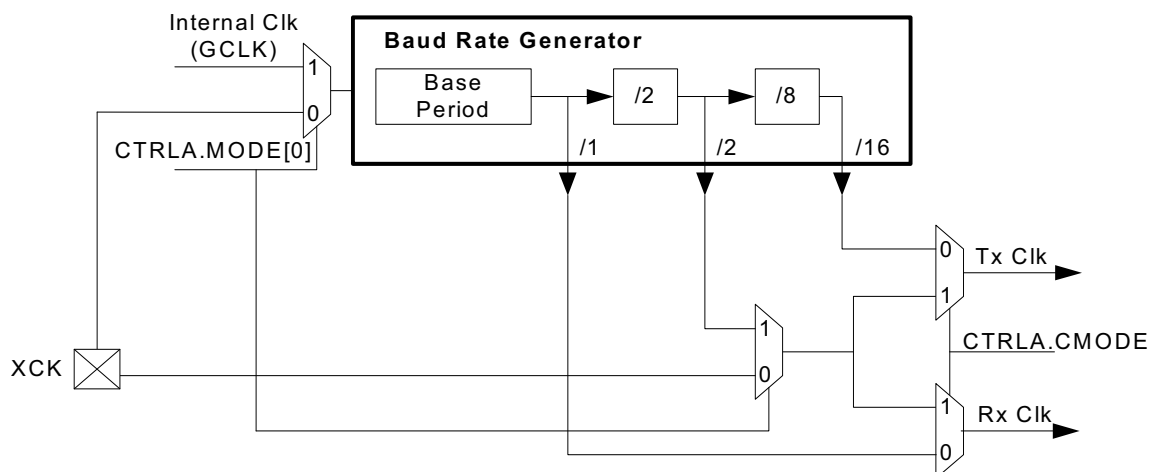 Internal Clk
(GCLK)
Baud Rate Generator
1
0
Base
Period
/2
/8
CTRLA.MODE[0]
/1
/2
/16
0
Tx Clk
1
1
0
CTRLA.CMODE
XCK
1
0
Rx Clk